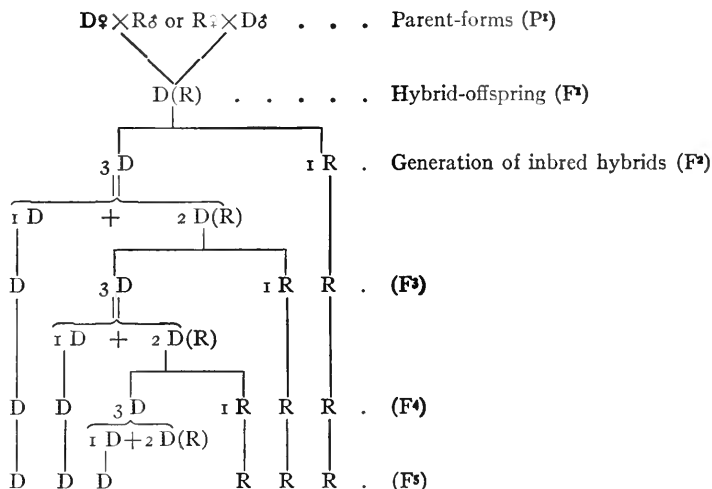 D♀×R♂ or R♀×D♂ . . . Parent-forms (P¹)
D(R) . . . . . Hybrid-offspring (F¹)
3 D 1 R . Generation of inbred hybrids (F²)
1 D + 2 D(R)
D 3 D 1 R R . (F³)
1 D + 2 D(R)
D D 3 D 1 R R R . (F⁴)
1 D+2 D(R)
D D D R R R . (F⁵)